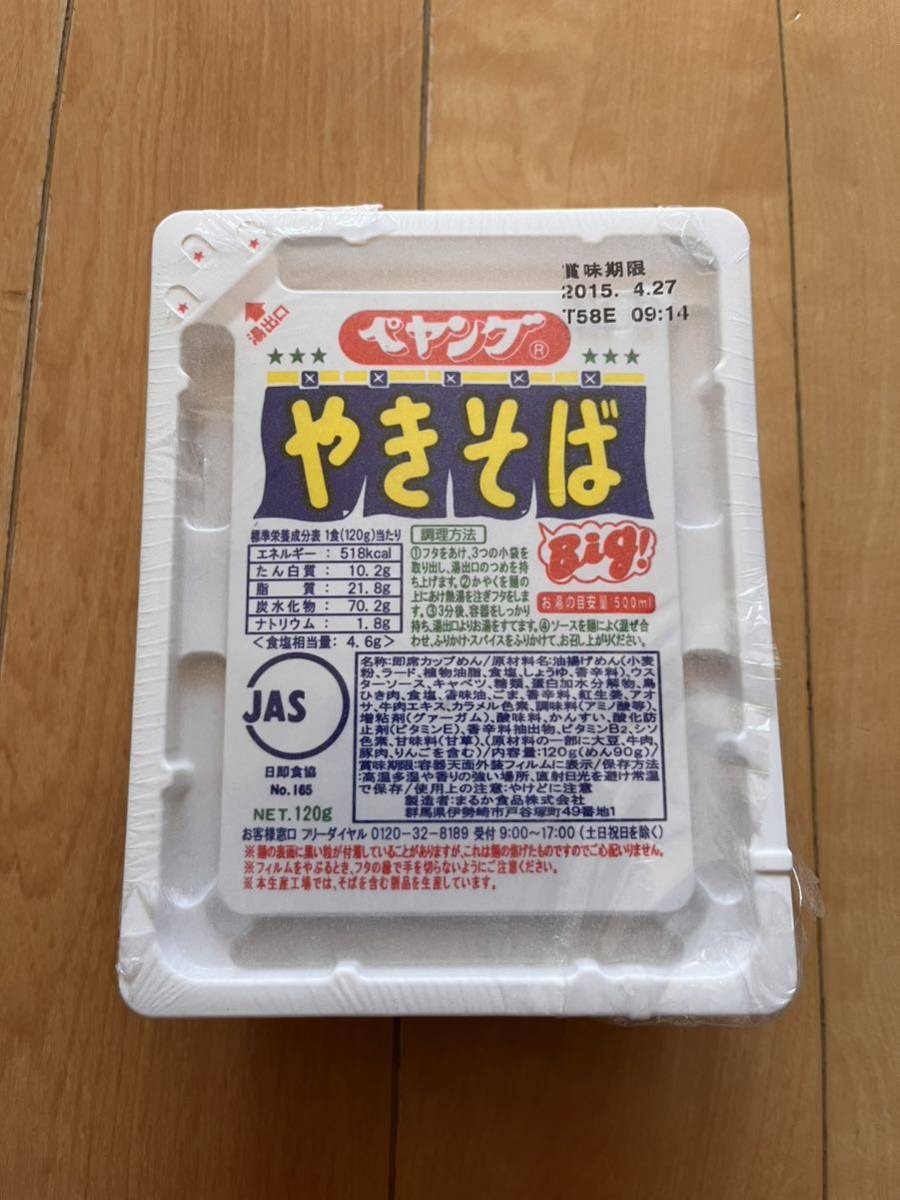 賞味期限
2015. 4.27
T58E 09:14
湯出口
ペヤング®
やきそば
標準栄養成分表 1食(120g)当たり
エネルギー: 518kcal
たん白質: 10.2g
脂質: 21.8g
炭水化物: 70.2g
ナトリウム: 1.8g
<食塩相当量: 4.6g>
調理方法
①フタをあけ、3つの小袋を
取り出し、湯出口のつめを持
ち上げます。②かやくを麺の
上にあけ熱湯を注ぎフタをしま
す。③3分後、容器をしっかり
持ち、湯出口よりお湯をすてます。④ソースを麺によく混ぜ合
わせ、ふりかけ・スパイスをふりかけて、お召し上がりください。
Big!
お湯の目安量 500ml
JAS
日即食協
No.165
NET.120g
名称:即席カップめん/原材料名:油揚げめん(小麦
粉、ラード、植物油脂、食塩、しょうゆ、香辛料)、ウス
ターソース、キャベツ、糖類、蛋白加水分解物、鳥
ひき肉、食塩、香味油、ごま、香辛料、紅生姜、アオ
サ、牛肉エキス、カラメル色素、調味料(アミノ酸等)、
増粘剤(グァーガム)、酸味料、かんすい、酸化防
止剤(ビタミンE)、香辛料抽出物、ビタミンB2、シソ
色素、甘味料(甘草)、(原材料の一部に大豆、牛肉、
豚肉、りんごを含む)/内容量:120g(めん90g)/
賞味期限:容器天面外装フィルムに表示/保存方法
:高温多湿や香りの強い場所、直射日光を避け常温
で保存/使用上の注意:やけどに注意
製造者:まるか食品株式会社
群馬県伊勢崎市戸谷塚町49番地1
お客様窓口 フリーダイヤル 0120-32-8189 受付 9:00〜17:00 (土日祝日を除く)
※麺の表面に黒い粒が付着していることがありますが、これは麺の焦げたものですのでご心配いりません。
※フィルムをやぶるとき、フタの縁で手を切らないようにご注意ください。
※本生産工場では、そばを含む製品を生産しています。